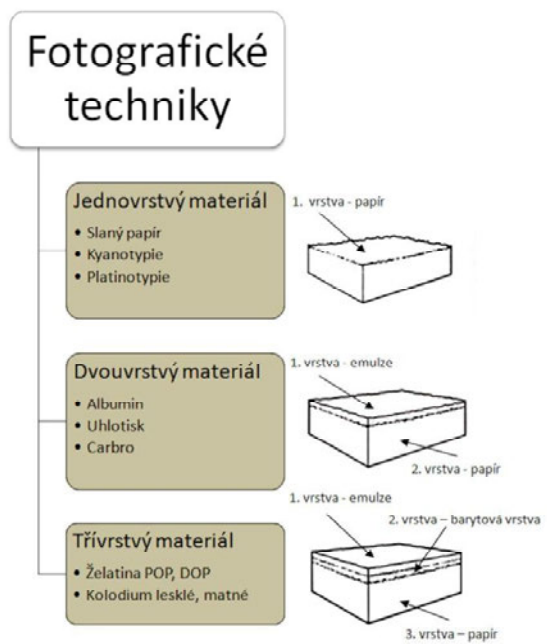 Fotografické
techniky
Jednovrstvý materiál
• Slaný papír
• Kyanotypie
• Platinotypie
1. vrstva - papír
Dvouvrstvý materiál
• Albumin
• Uhlotisk
• Carbro
1. vrstva - emulze
2. vrstva - papír
Třívrstvý materiál
• Želatina POP, DOP
• Kolodium lesklé, matné
1. vrstva - emulze
2. vrstva – barytová vrstva
3. vrstva – papír